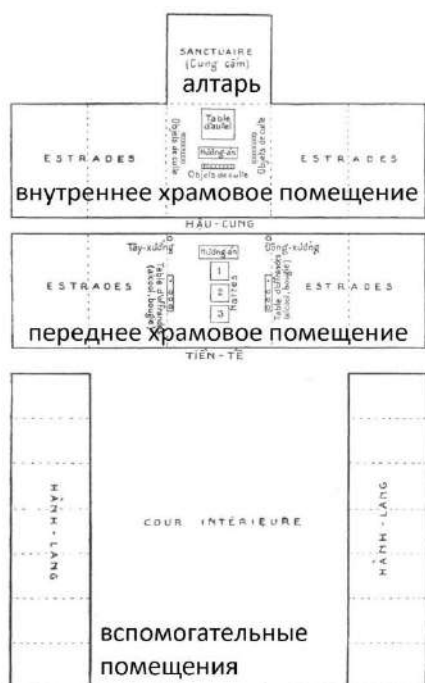 SANCTUAIRE
(Cung cấm)
алтарь
Table
d'autel
Objets de culte
Hương án
Objets de culte
Objets de culte
ESTRADES
ESTRADES
внутреннее храмовое помещение
HẬU-CUNG
Tây-xướng
Hương án
Đông-xướng
ESTRADES
Table d'offrandes
(alcool, bougie)
1
2
3
Nattes
Table d'offrandes
(alcool, bougie)
ESTRADES
переднее храмовое помещение
TIỀN-TẾ
HÀNH-LANG
COUR INTÉRIEURE
HÀNH-LANG
вспомогательные
помещения